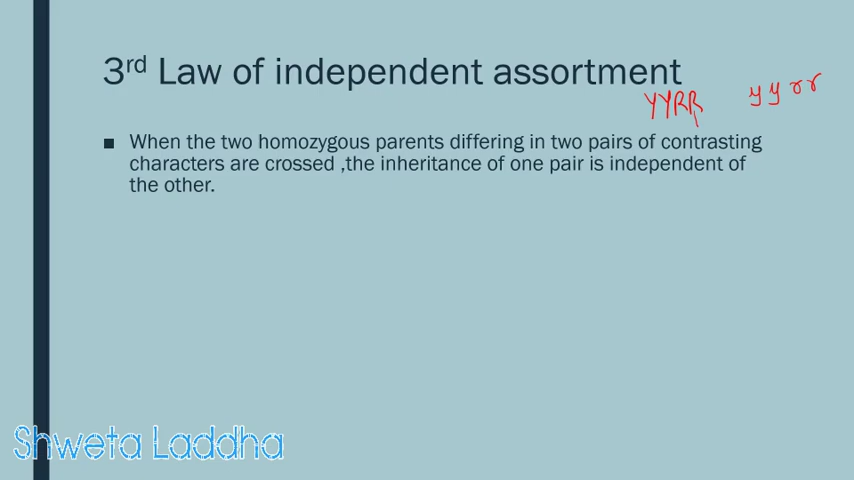 3rd Law of independent assortment
YYRR yyrr
■ When the two homozygous parents differing in two pairs of contrasting
characters are crossed ,the inheritance of one pair is independent of
the other.
Shweta Laddha